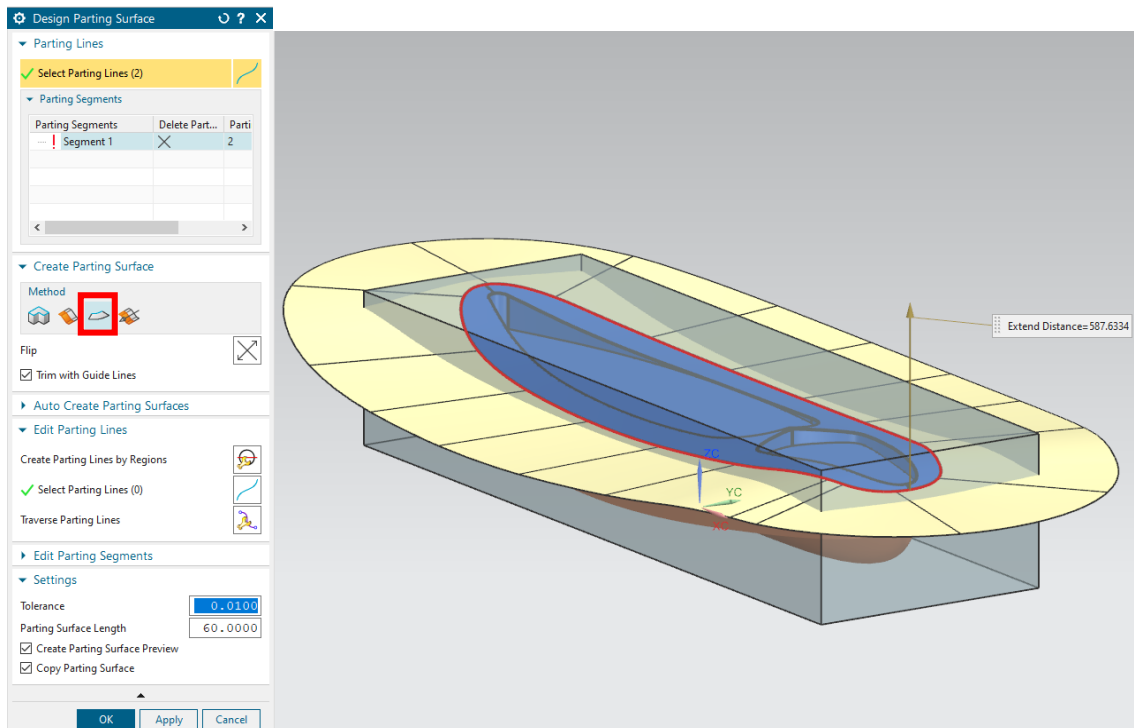 Design Parting Surface
Parting Lines
Select Parting Lines (2)
Parting Segments
Parting Segments Delete Part... Parti
Segment 1 2
Create Parting Surface
Method
Flip
Trim with Guide Lines
Auto Create Parting Surfaces
Edit Parting Lines
Create Parting Lines by Regions
Select Parting Lines (0)
Traverse Parting Lines
Edit Parting Segments
Settings
Tolerance 0.0100
Parting Surface Length 60.0000
Create Parting Surface Preview
Copy Parting Surface
OK Apply Cancel
Extend Distance=587.6334
ZC
YC
XC